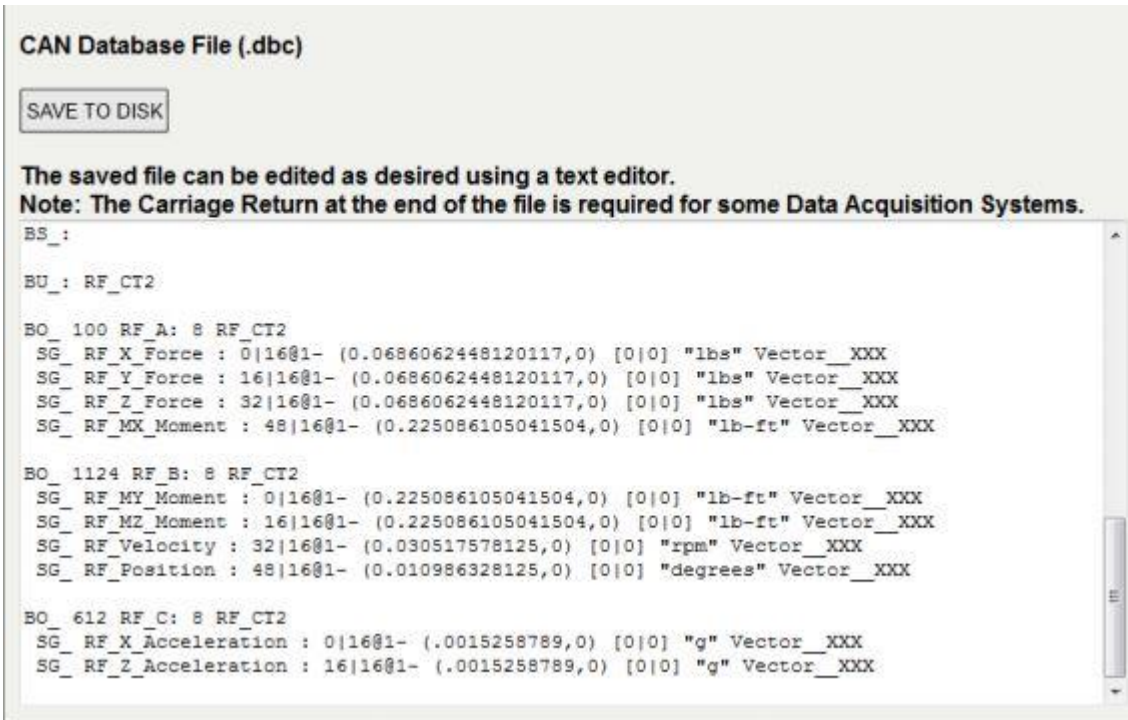 CAN Database File (.dbc)
SAVE TO DISK
The saved file can be edited as desired using a text editor.
Note: The Carriage Return at the end of the file is required for some Data Acquisition Systems.
BS_:
BU_: RF_CT2
BO_ 100 RF_A: 8 RF_CT2
SG_ RF_X_Force : 0|16@1- (0.0686062448120117,0) [0|0] "lbs" Vector__XXX
SG_ RF_Y_Force : 16|16@1- (0.0686062448120117,0) [0|0] "lbs" Vector__XXX
SG_ RF_Z_Force : 32|16@1- (0.0686062448120117,0) [0|0] "lbs" Vector__XXX
SG_ RF_MX_Moment : 48|16@1- (0.225086105041504,0) [0|0] "lb-ft" Vector__XXX
BO_ 1124 RF_B: 8 RF_CT2
SG_ RF_MY_Moment : 0|16@1- (0.225086105041504,0) [0|0] "lb-ft" Vector__XXX
SG_ RF_MZ_Moment : 16|16@1- (0.225086105041504,0) [0|0] "lb-ft" Vector__XXX
SG_ RF_Velocity : 32|16@1- (0.030517578125,0) [0|0] "rpm" Vector__XXX
SG_ RF_Position : 48|16@1- (0.010986328125,0) [0|0] "degrees" Vector__XXX
BO_ 612 RF_C: 8 RF_CT2
SG_ RF_X_Acceleration : 0|16@1- (.0015258789,0) [0|0] "g" Vector__XXX
SG_ RF_Z_Acceleration : 16|16@1- (.0015258789,0) [0|0] "g" Vector__XXX